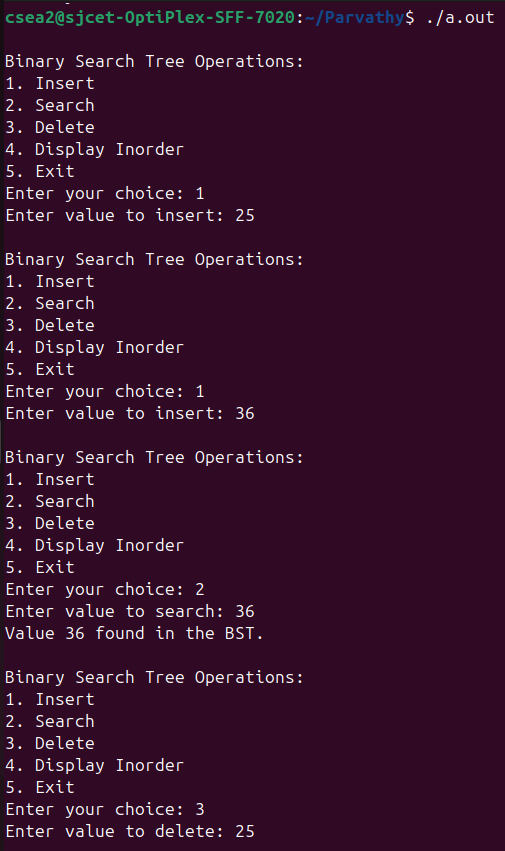 csea2@sjcet-OptiPlex-SFF-7020:~/Parvathy$ ./a.out
Binary Search Tree Operations:
1. Insert
2. Search
3. Delete
4. Display Inorder
5. Exit
Enter your choice: 1
Enter value to insert: 25
Binary Search Tree Operations:
1. Insert
2. Search
3. Delete
4. Display Inorder
5. Exit
Enter your choice: 1
Enter value to insert: 36
Binary Search Tree Operations:
1. Insert
2. Search
3. Delete
4. Display Inorder
5. Exit
Enter your choice: 2
Enter value to search: 36
Value 36 found in the BST.
Binary Search Tree Operations:
1. Insert
2. Search
3. Delete
4. Display Inorder
5. Exit
Enter your choice: 3
Enter value to delete: 25